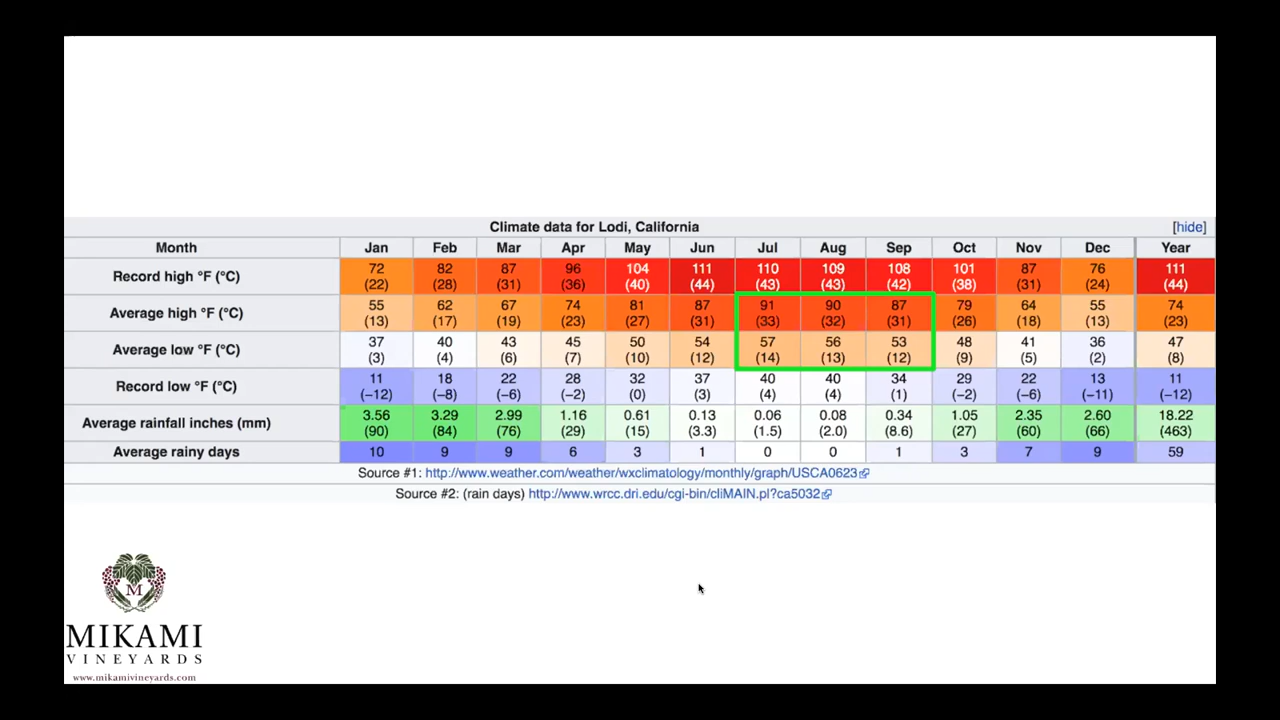 Climate data for Lodi, California [hide]
Month Jan Feb Mar Apr May Jun Jul Aug Sep Oct Nov Dec Year
Record high °F (°C) 72 (22) 82 (28) 87 (31) 96 (36) 104 (40) 111 (44) 110 (43) 109 (43) 108 (42) 101 (38) 87 (31) 76 (24) 111 (44)
Average high °F (°C) 55 (13) 62 (17) 67 (19) 74 (23) 81 (27) 87 (31) 91 (33) 90 (32) 87 (31) 79 (26) 64 (18) 55 (13) 74 (23)
Average low °F (°C) 37 (3) 40 (4) 43 (6) 45 (7) 50 (10) 54 (12) 57 (14) 56 (13) 53 (12) 48 (9) 41 (5) 36 (2) 47 (8)
Record low °F (°C) 11 (−12) 18 (−8) 22 (−6) 28 (−2) 32 (0) 37 (3) 40 (4) 40 (4) 34 (1) 29 (−2) 22 (−6) 13 (−11) 11 (−12)
Average rainfall inches (mm) 3.56 (90) 3.29 (84) 2.99 (76) 1.16 (29) 0.61 (15) 0.13 (3.3) 0.06 (1.5) 0.08 (2.0) 0.34 (8.6) 1.05 (27) 2.35 (60) 2.60 (66) 18.22 (463)
Average rainy days 10 9 9 6 3 1 0 0 1 3 7 9 59
Source #1: http://www.weather.com/weather/wxclimatology/monthly/graph/USCA0623
Source #2: (rain days) http://www.wrcc.dri.edu/cgi-bin/cliMAIN.pl?ca5032
M
MIKAMI
VINEYARDS
www.mikamivineyards.com